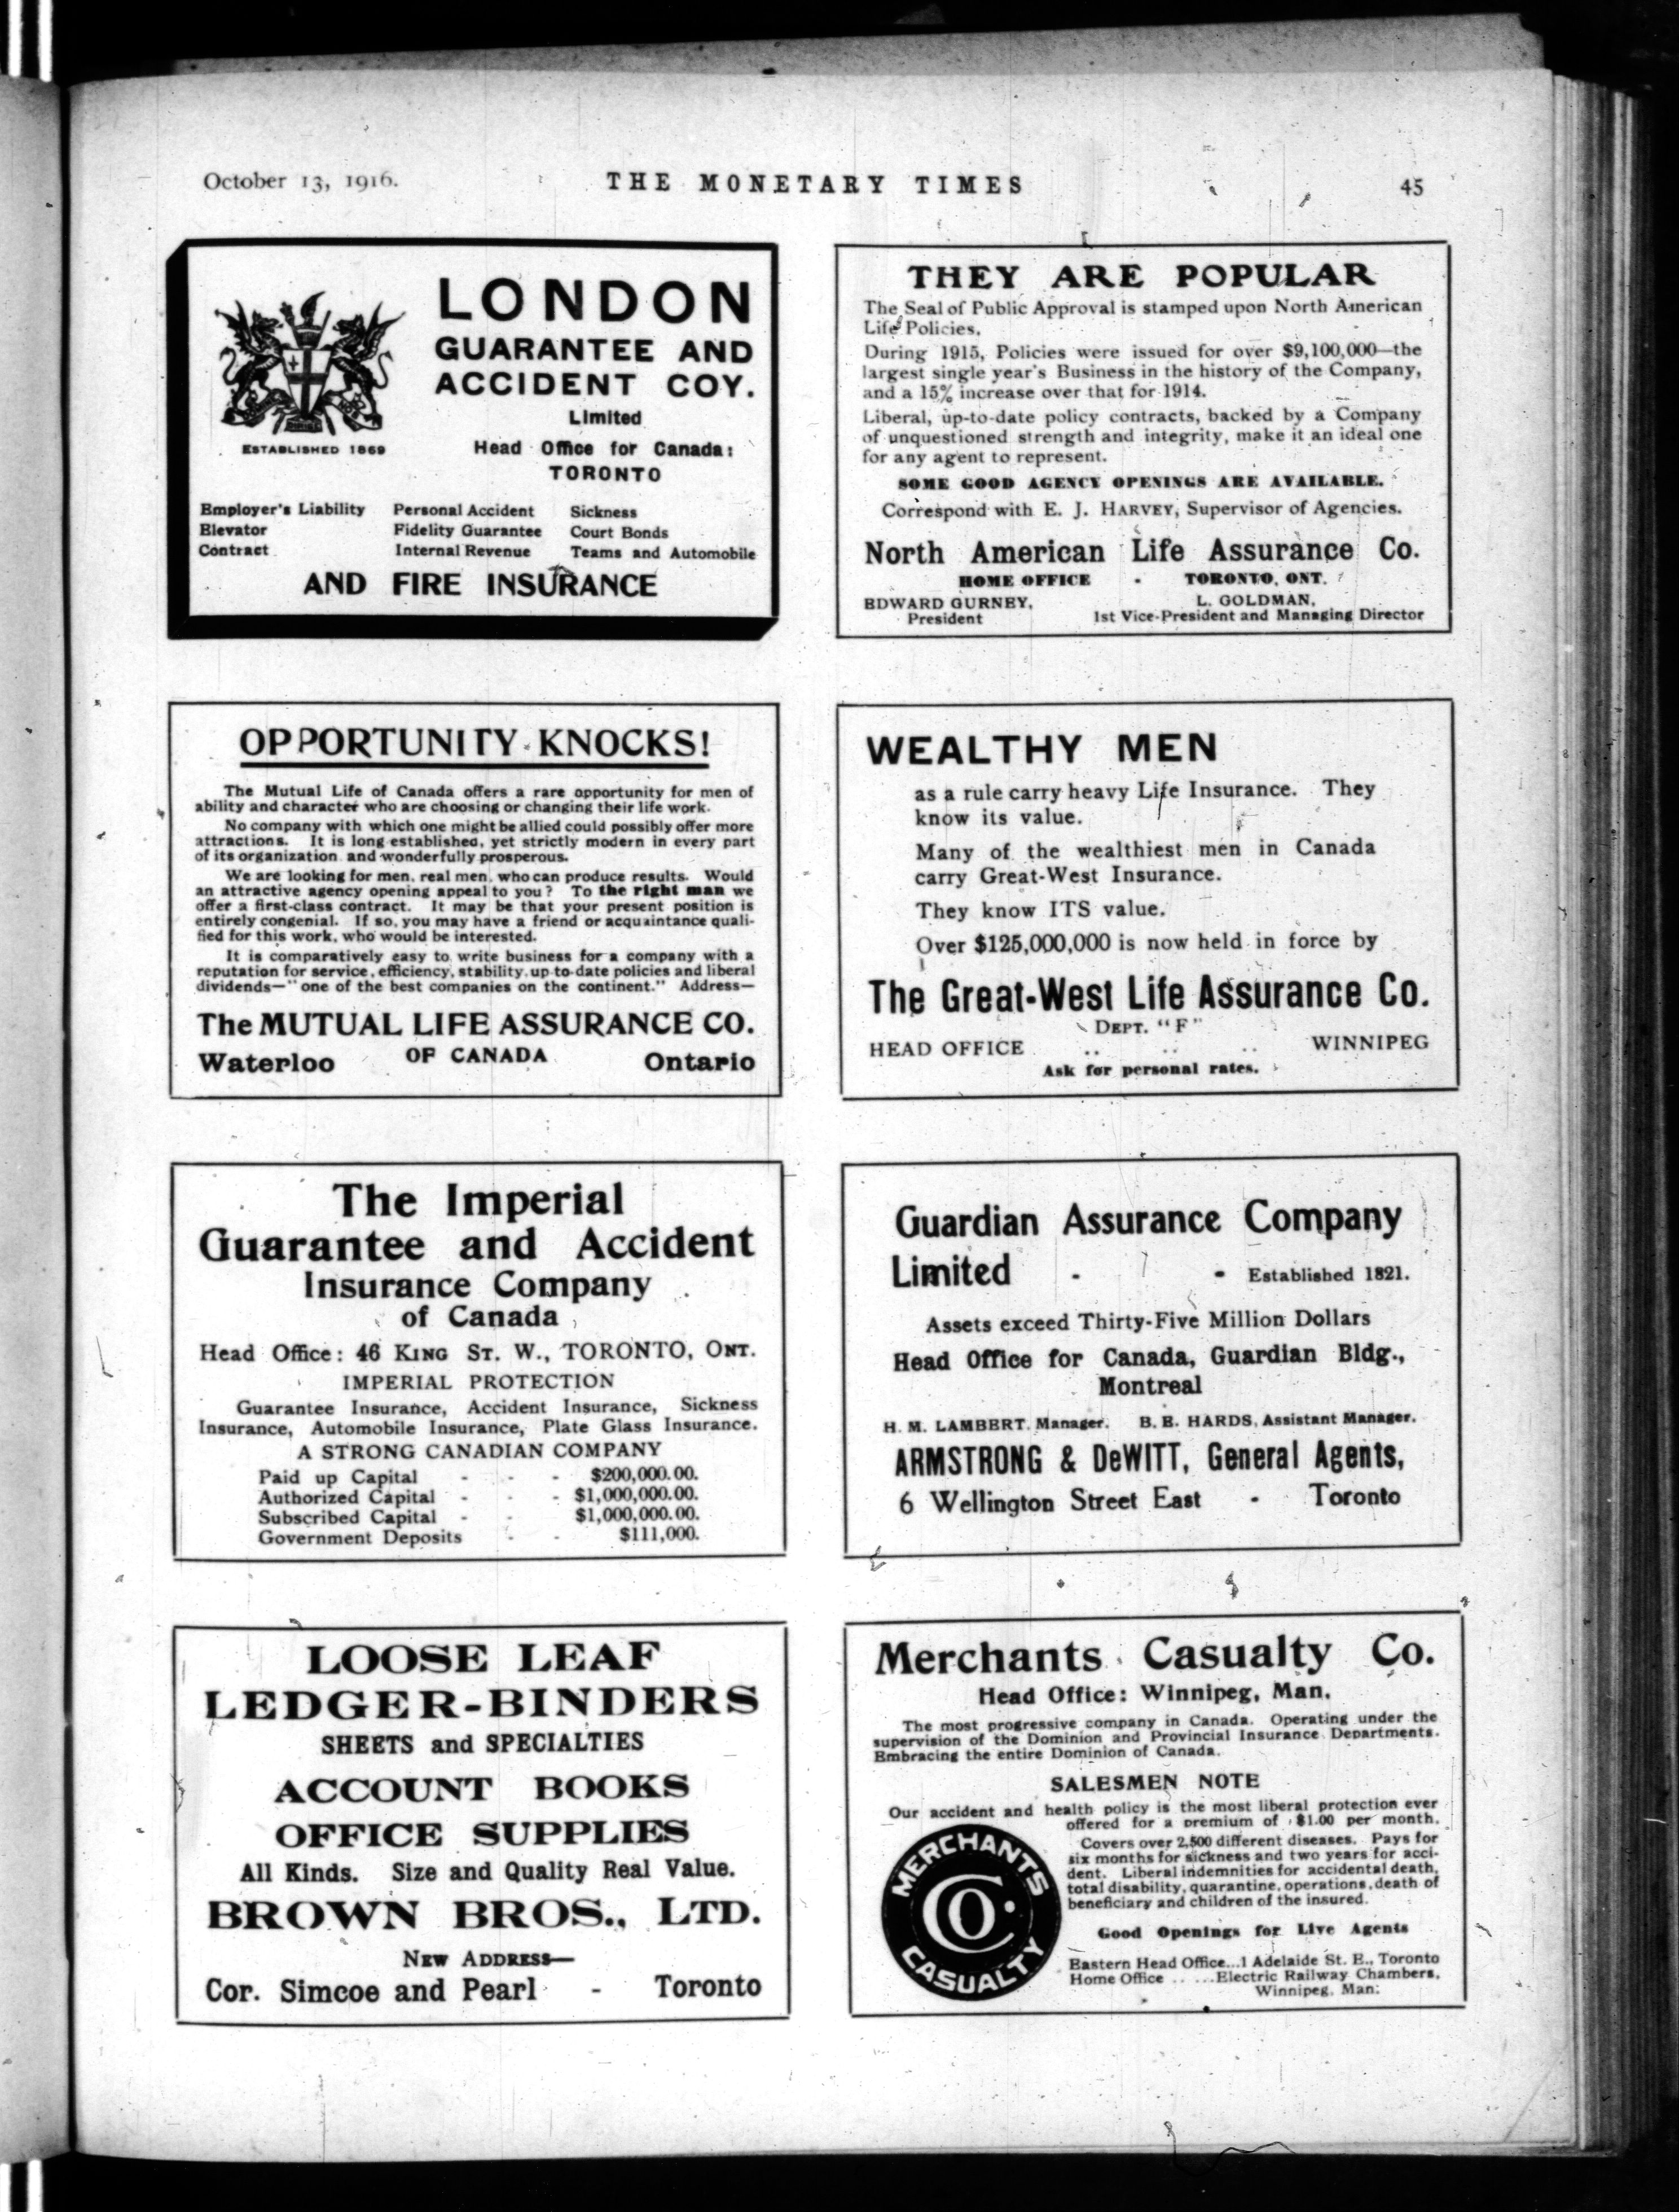 October 13, 1916.
THE MONETARY TIMES
45
LONDON
GUARANTEE AND
ACCIDENT COY.
Limited
ESTABLISHED 1869
Head Office for Canada:
TORONTO
Employer's Liability Personal Accident Sickness
Elevator Fidelity Guarantee Court Bonds
Contract Internal Revenue Teams and Automobile
AND FIRE INSURANCE
THEY ARE POPULAR
The Seal of Public Approval is stamped upon North American
Life Policies.
During 1915, Policies were issued for over $9,100,000—the
largest single year's Business in the history of the Company,
and a 15% increase over that for 1914.
Liberal, up-to-date policy contracts, backed by a Company
of unquestioned strength and integrity, make it an ideal one
for any agent to represent.
SOME GOOD AGENCY OPENINGS ARE AVAILABLE.
Correspond with E. J. HARVEY, Supervisor of Agencies.
North American Life Assurance Co.
HOME OFFICE - TORONTO, ONT.
EDWARD GURNEY,
President
L. GOLDMAN,
1st Vice-President and Managing Director
OPPORTUNITY KNOCKS!
The Mutual Life of Canada offers a rare opportunity for men of
ability and character who are choosing or changing their life work.
No company with which one might be allied could possibly offer more
attractions. It is long established, yet strictly modern in every part
of its organization and wonderfully prosperous.
We are looking for men, real men, who can produce results. Would
an attractive agency opening appeal to you? To the right man we
offer a first-class contract. It may be that your present position is
entirely congenial. If so, you may have a friend or acquaintance quali-
fied for this work, who would be interested.
It is comparatively easy to write business for a company with a
reputation for service, efficiency, stability, up-to-date policies and liberal
dividends—"one of the best companies on the continent." Address—
The MUTUAL LIFE ASSURANCE CO.
OF CANADA
Waterloo Ontario
WEALTHY MEN
as a rule carry heavy Life Insurance. They
know its value.
Many of the wealthiest men in Canada
carry Great-West Insurance.
They know ITS value.
Over $125,000,000 is now held in force by
The Great-West Life Assurance Co.
DEPT. "F"
HEAD OFFICE .. .. .. WINNIPEG
Ask for personal rates.
The Imperial
Guarantee and Accident
Insurance Company
of Canada
Head Office: 46 KING ST. W., TORONTO, ONT.
IMPERIAL PROTECTION
Guarantee Insurance, Accident Insurance, Sickness
Insurance, Automobile Insurance, Plate Glass Insurance.
A STRONG CANADIAN COMPANY
Paid up Capital - - - $200,000.00.
Authorized Capital - - - $1,000,000.00.
Subscribed Capital - - $1,000,000.00.
Government Deposits - - $111,000.
Guardian Assurance Company
Limited - - Established 1821.
Assets exceed Thirty-Five Million Dollars
Head Office for Canada, Guardian Bldg.,
Montreal
H. M. LAMBERT, Manager. B. E. HARDS, Assistant Manager.
ARMSTRONG & DeWITT, General Agents,
6 Wellington Street East - Toronto
LOOSE LEAF
LEDGER-BINDERS
SHEETS and SPECIALTIES
ACCOUNT BOOKS
OFFICE SUPPLIES
All Kinds. Size and Quality Real Value.
BROWN BROS., LTD.
NEW ADDRESS—
Cor. Simcoe and Pearl - Toronto
Merchants Casualty Co.
Head Office: Winnipeg, Man.
The most progressive company in Canada. Operating under the
supervision of the Dominion and Provincial Insurance Departments.
Embracing the entire Dominion of Canada.
SALESMEN NOTE
Our accident and health policy is the most liberal protection ever
offered for a premium of $1.00 per month.
Covers over 2,500 different diseases. Pays for
six months for sickness and two years for acci-
dent. Liberal indemnities for accidental death,
total disability, quarantine, operations, death of
beneficiary and children of the insured.
MERCHANTS
CO.
CASUALTY
Good Openings for Live Agents
Eastern Head Office...1 Adelaide St. E., Toronto
Home Office .. ...Electric Railway Chambers,
Winnipeg, Man.